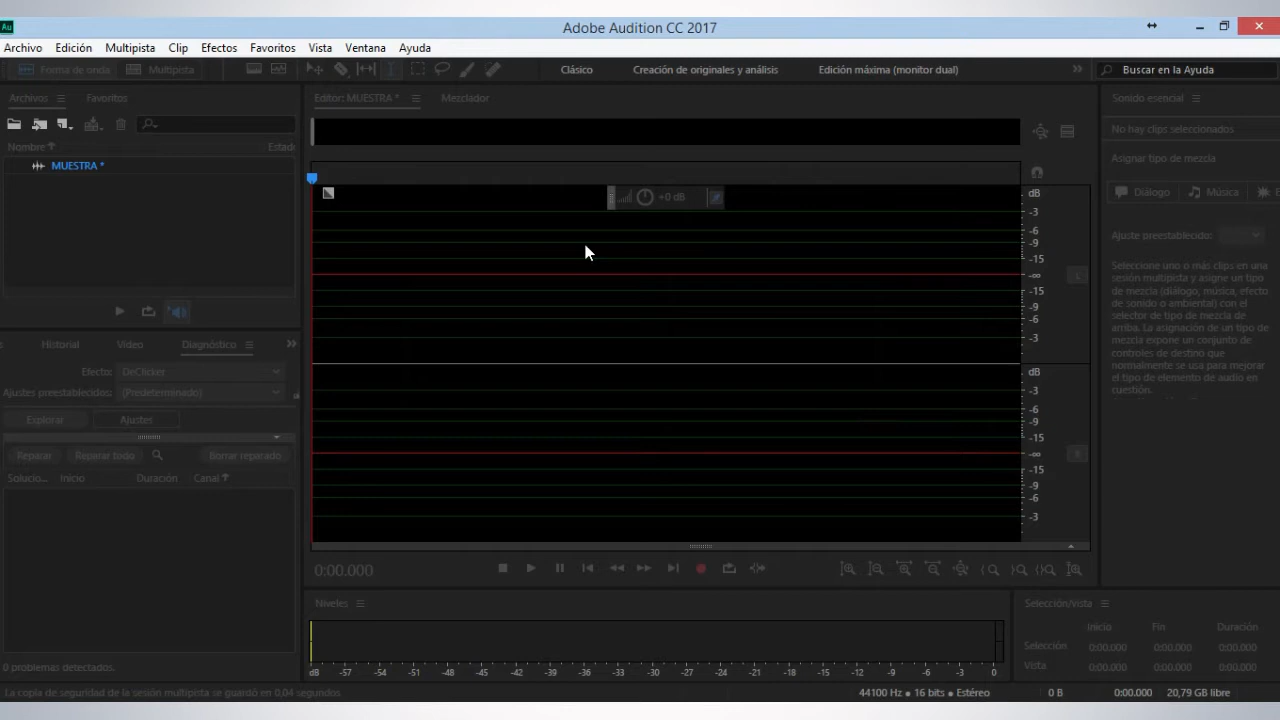 Au
Adobe Audition CC 2017
Archivo Edición Multipista Clip Efectos Favoritos Vista Ventana Ayuda
Forma de onda Multipista Clásico Creación de originales y análisis Edición máxima (monitor dual) Buscar en la Ayuda
Archivos Favoritos
Nombre Estado
MUESTRA *
Historial Vídeo Diagnóstico
Efecto: DeClicker
Ajustes preestablecidos: (Predeterminado)
Explorar Ajustes
Reparar Reparar todo Borrar reparado
Solucio... Inicio Duración Canal
0 problemas detectados.
Editor: MUESTRA * Mezclador
+0 dB
dB
-3
-6
-9
-15
-∞
-15
-9
-6
-3
L
dB
-3
-6
-9
-15
-∞
-15
-9
-6
-3
R
0:00.000
Niveles
dB -57 -54 -51 -48 -45 -42 -39 -36 -33 -30 -27 -24 -21 -18 -15 -12 -9 -6 -3 0
Sonido esencial
No hay clips seleccionados
Asignar tipo de mezcla
Diálogo Música
Ajuste preestablecido:
Seleccione uno o más clips en una
sesión multipista y asigne un tipo
de mezcla (diálogo, música, efecto
de sonido o ambiental) con el
selector de tipo de mezcla de
arriba. La asignación de un tipo de
mezcla expone un conjunto de
controles de destino que
normalmente se usa para mejorar
el tipo de elemento de audio en
cuestión.
Selección/vista
Inicio Fin Duración
Selección 0:00.000 0:00.000 0:00.000
Vista 0:00.000 0:00.000 0:00.000
La copia de seguridad de la sesión multipista se guardó en 0,04 segundos
44100 Hz • 16 bits • Estéreo 0 B 0:00.000 20,79 GB libre